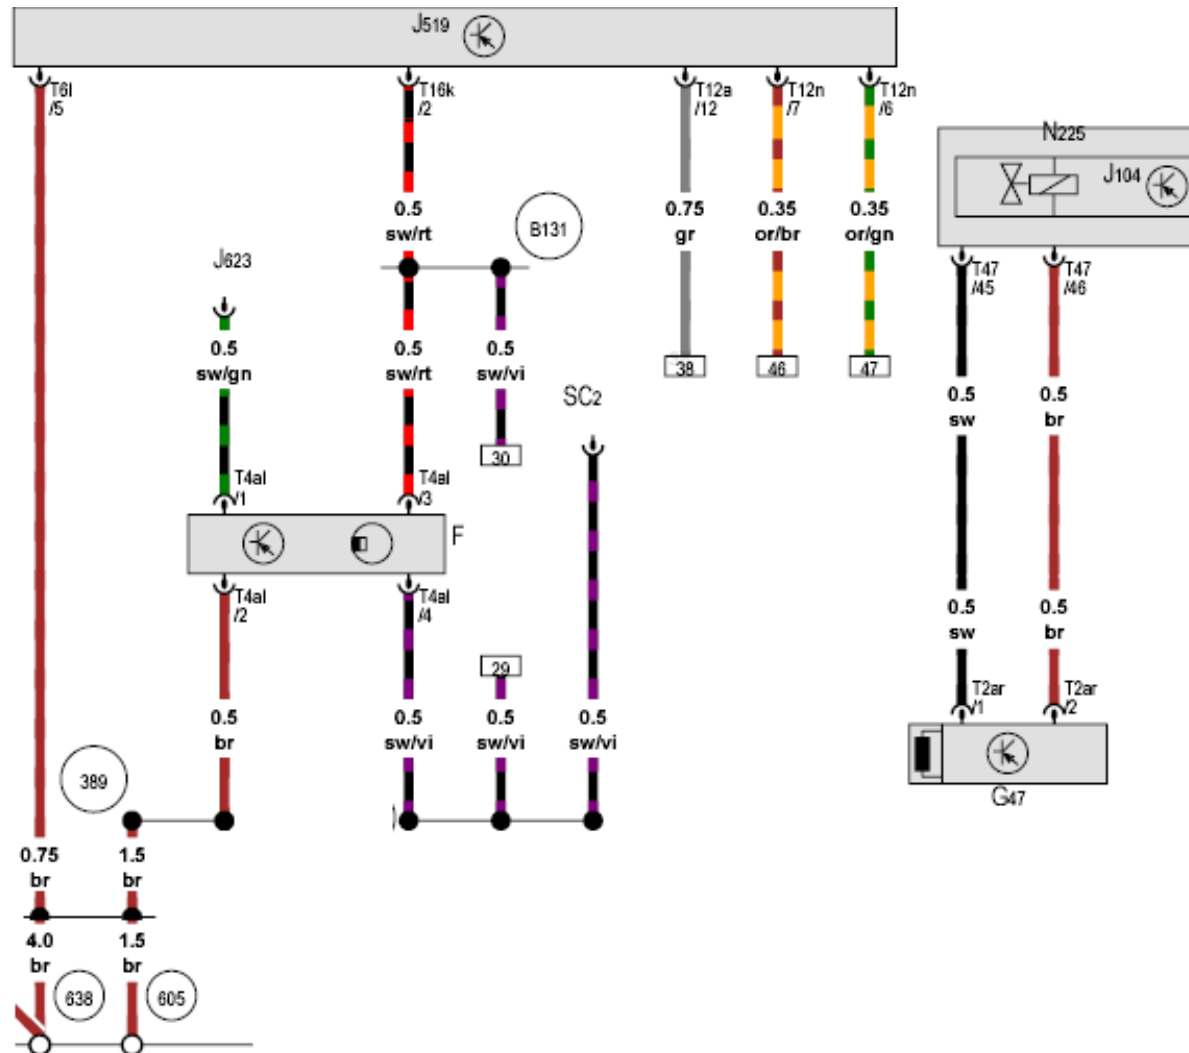 J519
T6l
/5
T16k
/2
T12a
/12
T12n
/7
T12n
/6
N225
J104
0.5
sw/rt
B131
0.75
gr
0.35
or/br
0.35
or/gn
J623
T47
/45
T47
/46
0.5
sw/gn
0.5
sw/rt
0.5
sw/vi
38
46
47
SC2
0.5
sw
0.5
br
30
T4al
/1
T4al
/3
F
T4al
/2
T4al
/4
0.5
sw
0.5
br
29
T2ar
/1
T2ar
/2
0.5
br
0.5
sw/vi
0.5
sw/vi
0.5
sw/vi
389
G47
0.75
br
1.5
br
4.0
br
1.5
br
638
605